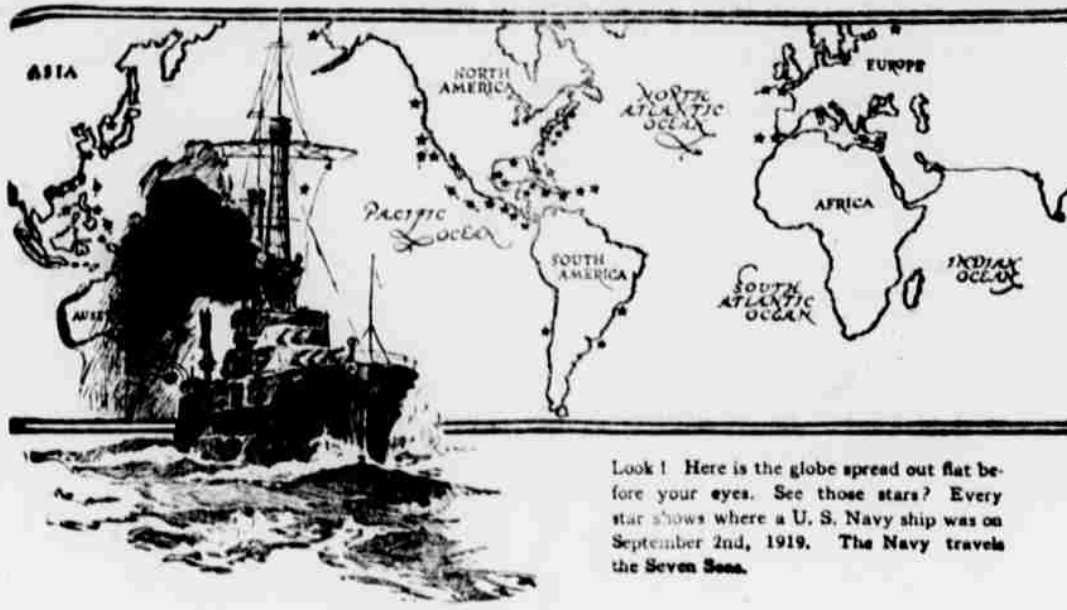 ASIA
NORTH
AMERICA
NORTH
ATLANTIC
OCEAN
EUROPE
PACIFIC
OCEAN
AFRICA
SOUTH
AMERICA
SOUTH
ATLANTIC
OCEAN
INDIAN
OCEAN
AUST
Look! Here is the globe spread out flat be-
fore your eyes. See those stars? Every
star shows where a U. S. Navy ship was on
September 2nd, 1919. The Navy travels
the Seven Seas.